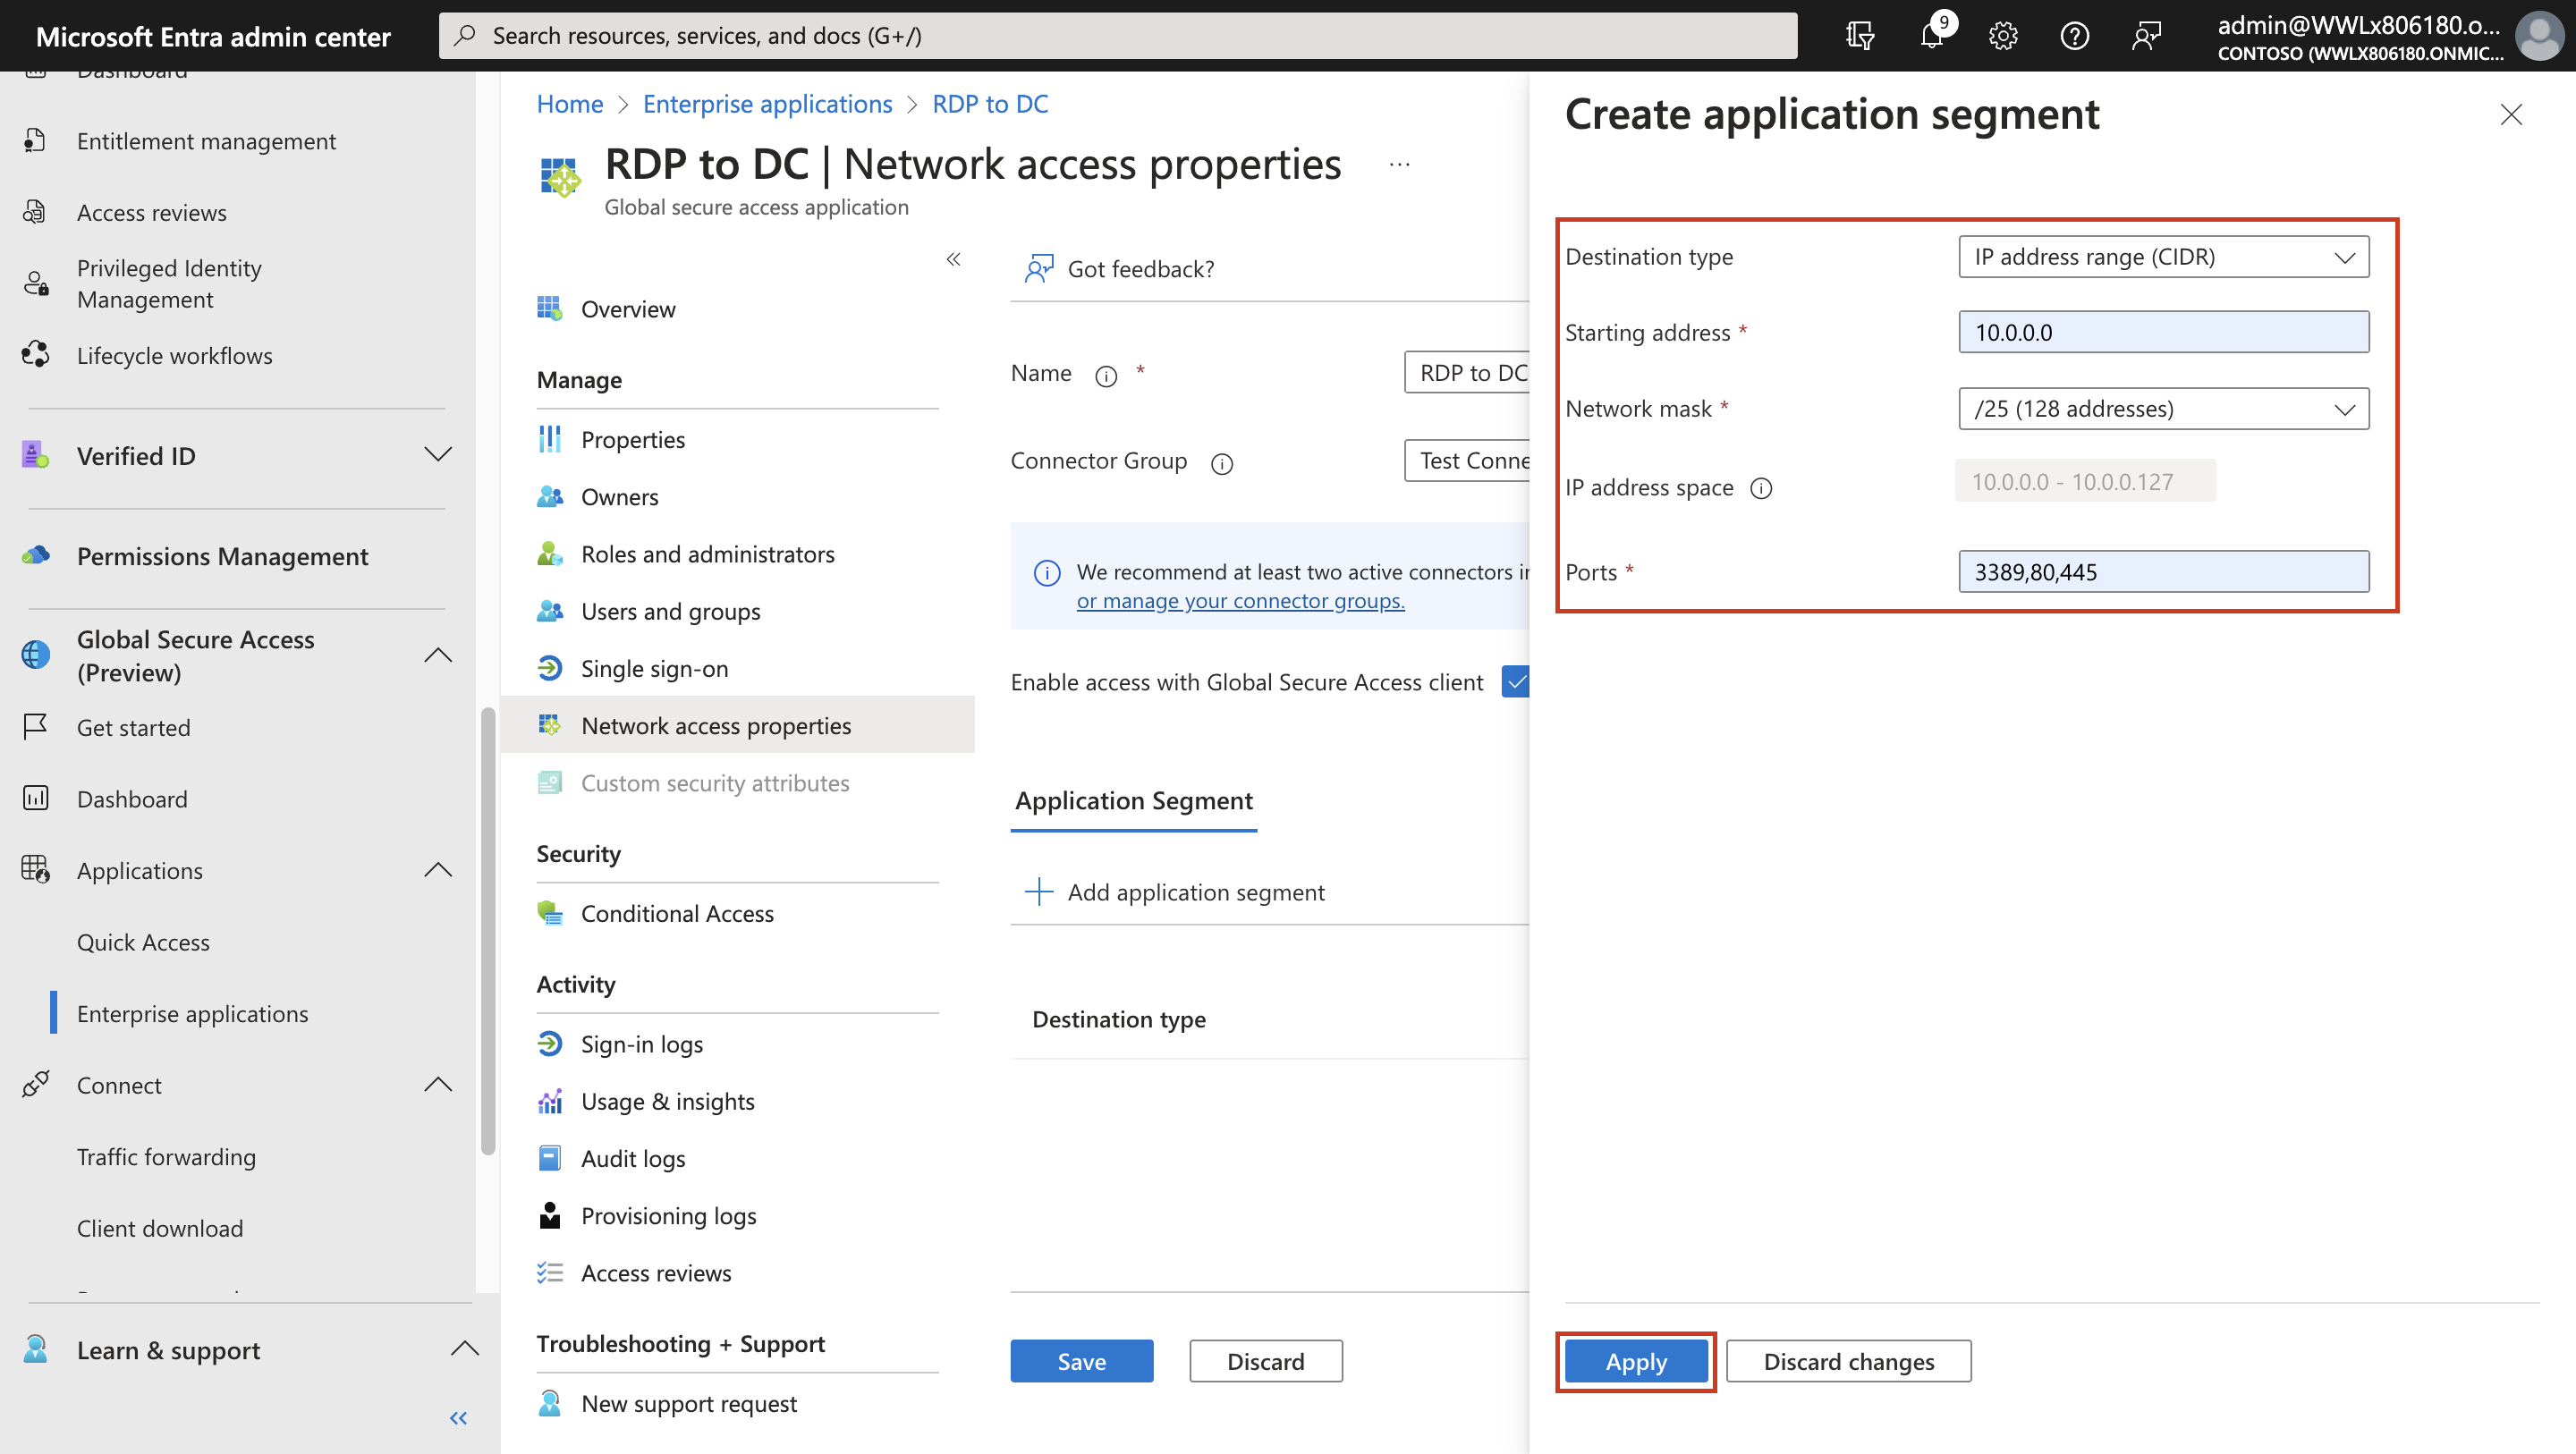 Microsoft Entra admin center
Search resources, services, and docs (G+/)
9
admin@WWLx806180.o...
CONTOSO (WWLX806180.ONMIC...
Dashboard
Entitlement management
Access reviews
Privileged Identity
Management
Lifecycle workflows
Verified ID
Permissions Management
Global Secure Access
(Preview)
Get started
Dashboard
Applications
Quick Access
Enterprise applications
Connect
Traffic forwarding
Client download
Learn & support
Home > Enterprise applications > RDP to DC
RDP to DC | Network access properties ...
Global secure access application
Overview
Manage
Properties
Owners
Roles and administrators
Users and groups
Single sign-on
Network access properties
Custom security attributes
Security
Conditional Access
Activity
Sign-in logs
Usage & insights
Audit logs
Provisioning logs
Access reviews
Troubleshooting + Support
New support request
Got feedback?
Name * RDP to DC
Connector Group Test Conne
We recommend at least two active connectors in
or manage your connector groups.
Enable access with Global Secure Access client
Application Segment
Add application segment
Destination type
Save Discard
Create application segment
Destination type IP address range (CIDR)
Starting address * 10.0.0.0
Network mask * /25 (128 addresses)
IP address space 10.0.0.0 - 10.0.0.127
Ports * 3389,80,445
Apply Discard changes